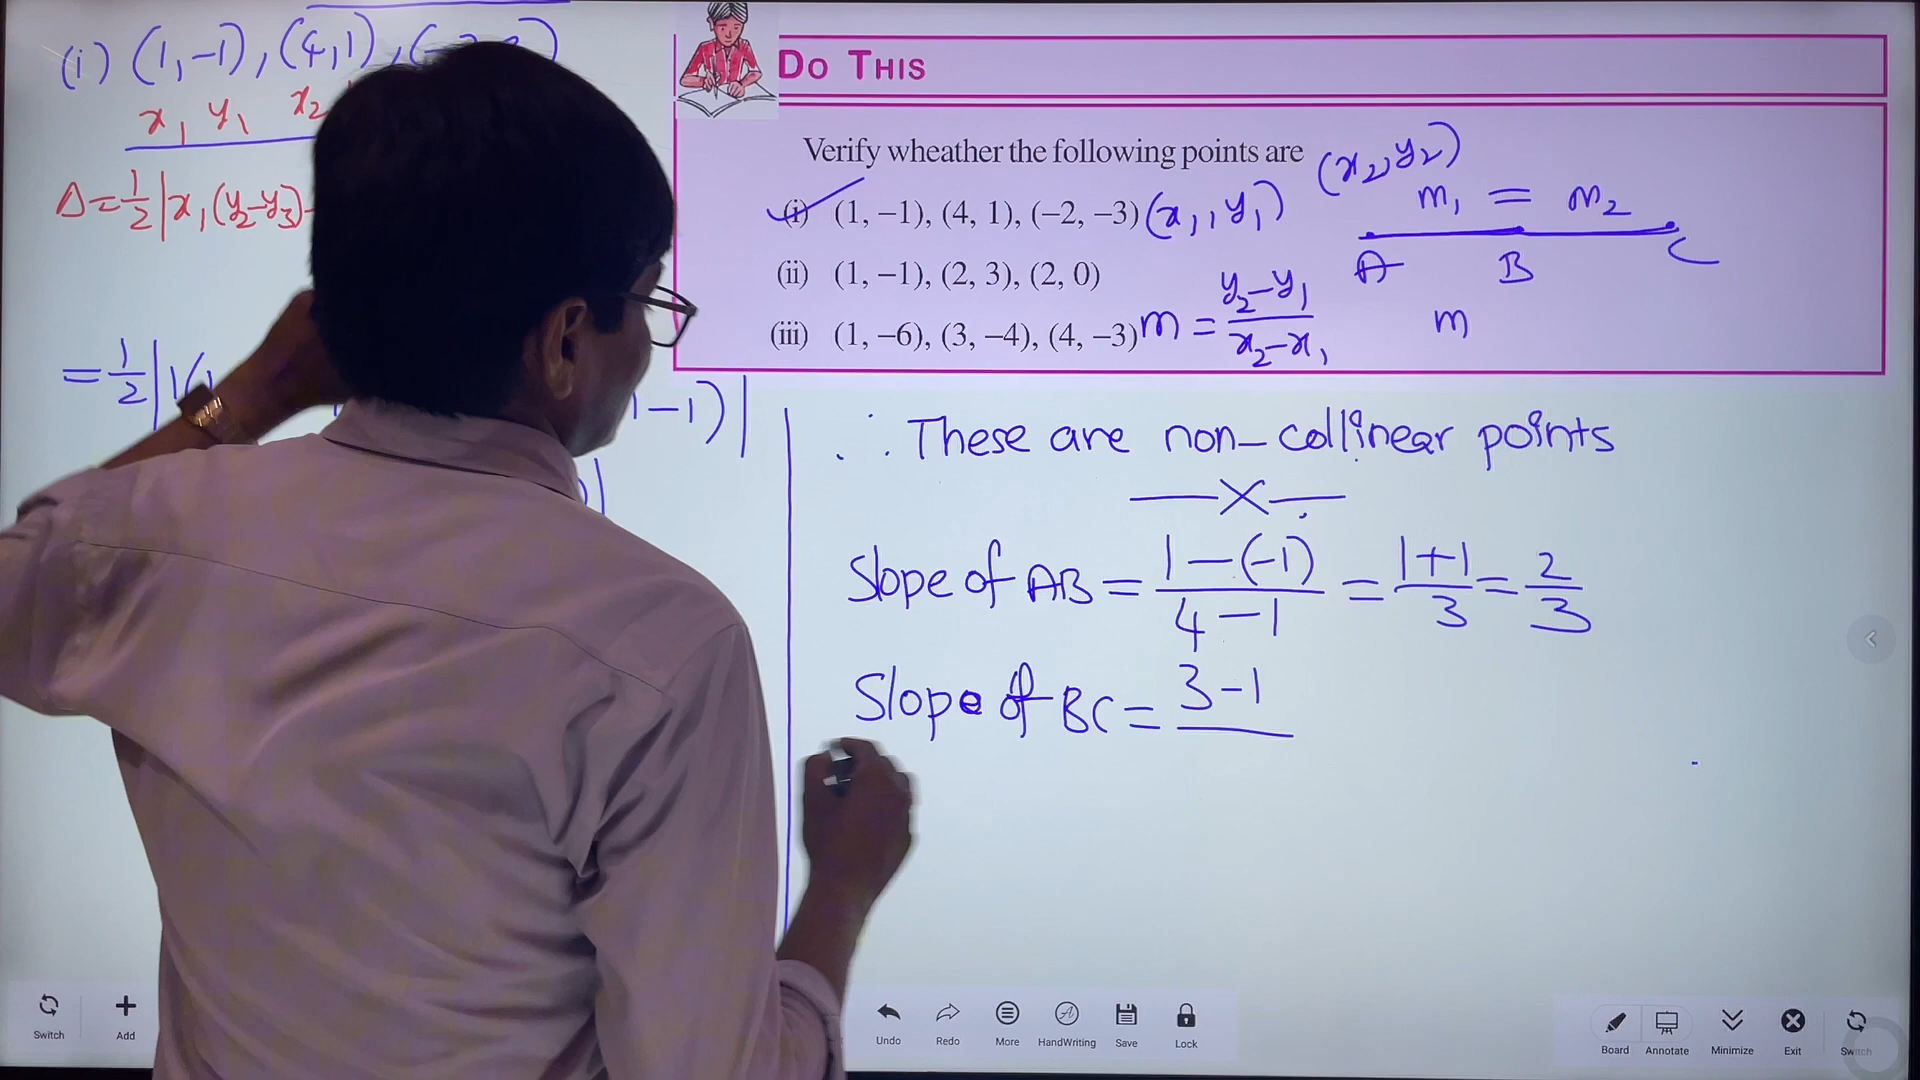 (i) (1,-1), (4,1), (-2
x1 y1 x2
Δ=1/2|x1(y2-y3)-
=1/2|1(1
1-1)|
DO THIS
Verify wheather the following points are
(i) (1, −1), (4, 1), (−2, −3)
(ii) (1, −1), (2, 3), (2, 0)
(iii) (1, −6), (3, −4), (4, −3)
(x1, y1)
(x2, y2)
m1 = m2
A B C
m = y2-y1/x2-x1
m
∴ These are non-collinear points
—X—
Slope of AB = 1-(-1)/4-1 = 1+1/3 = 2/3
Slope of BC = 3-1
Switch
Add
Undo
Redo
More
HandWriting
Save
Lock
Board
Annotate
Minimize
Exit
Switch